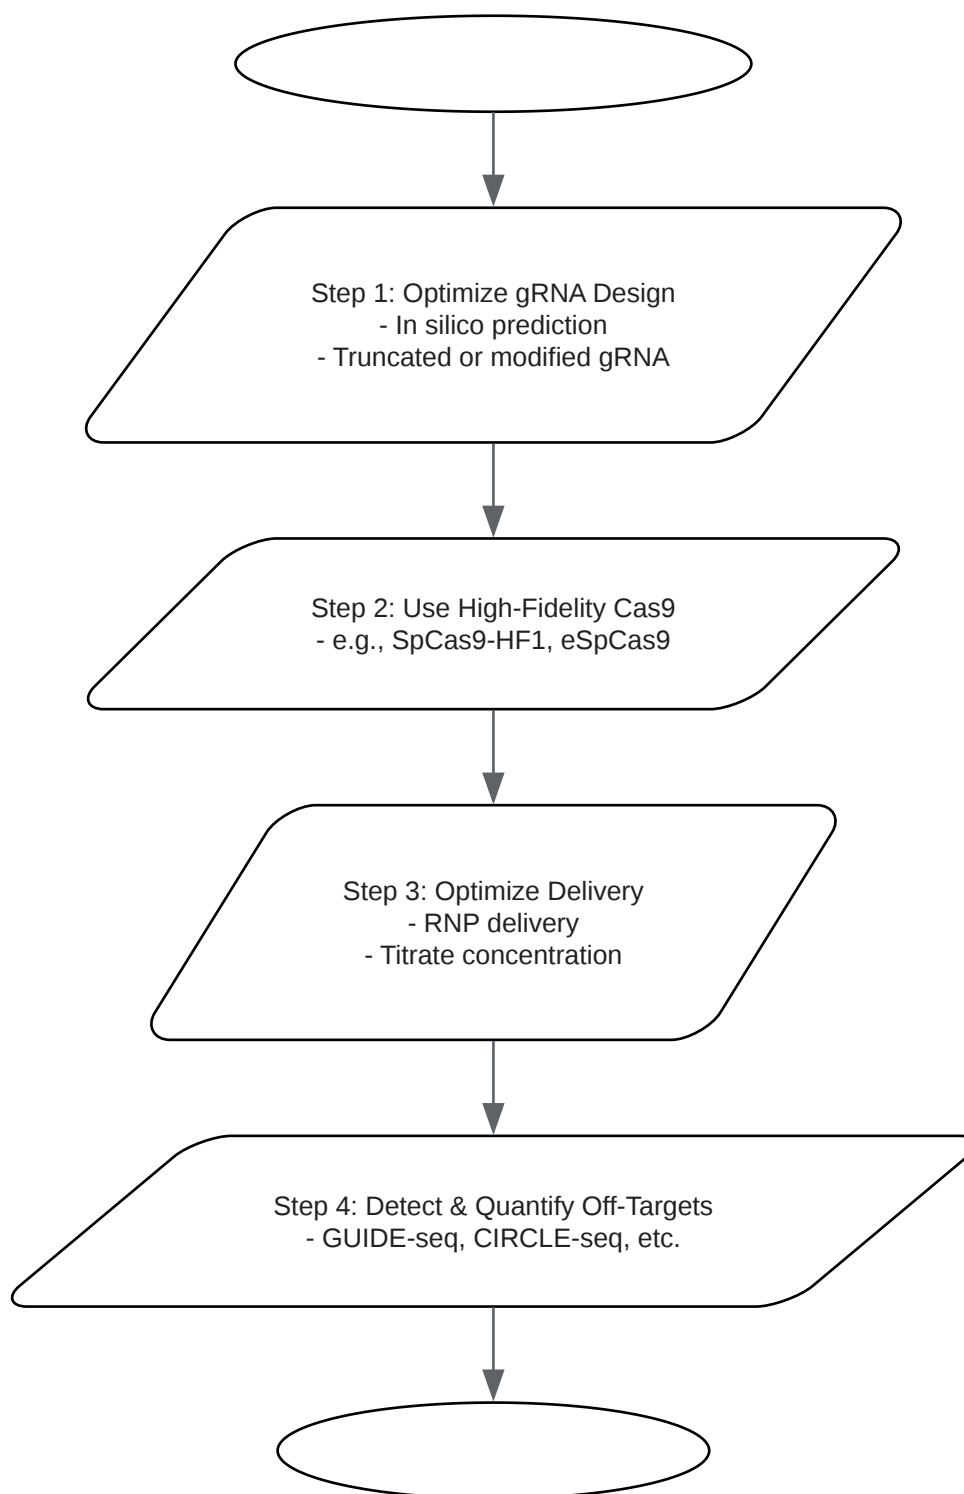 Step 1: Optimize gRNA Design
- In silico prediction
- Truncated or modified gRNA
Step 2: Use High-Fidelity Cas9
- e.g., SpCas9-HF1, eSpCas9
Step 3: Optimize Delivery
- RNP delivery
- Titrate concentration
Step 4: Detect & Quantify Off-Targets
- GUIDE-seq, CIRCLE-seq, etc.